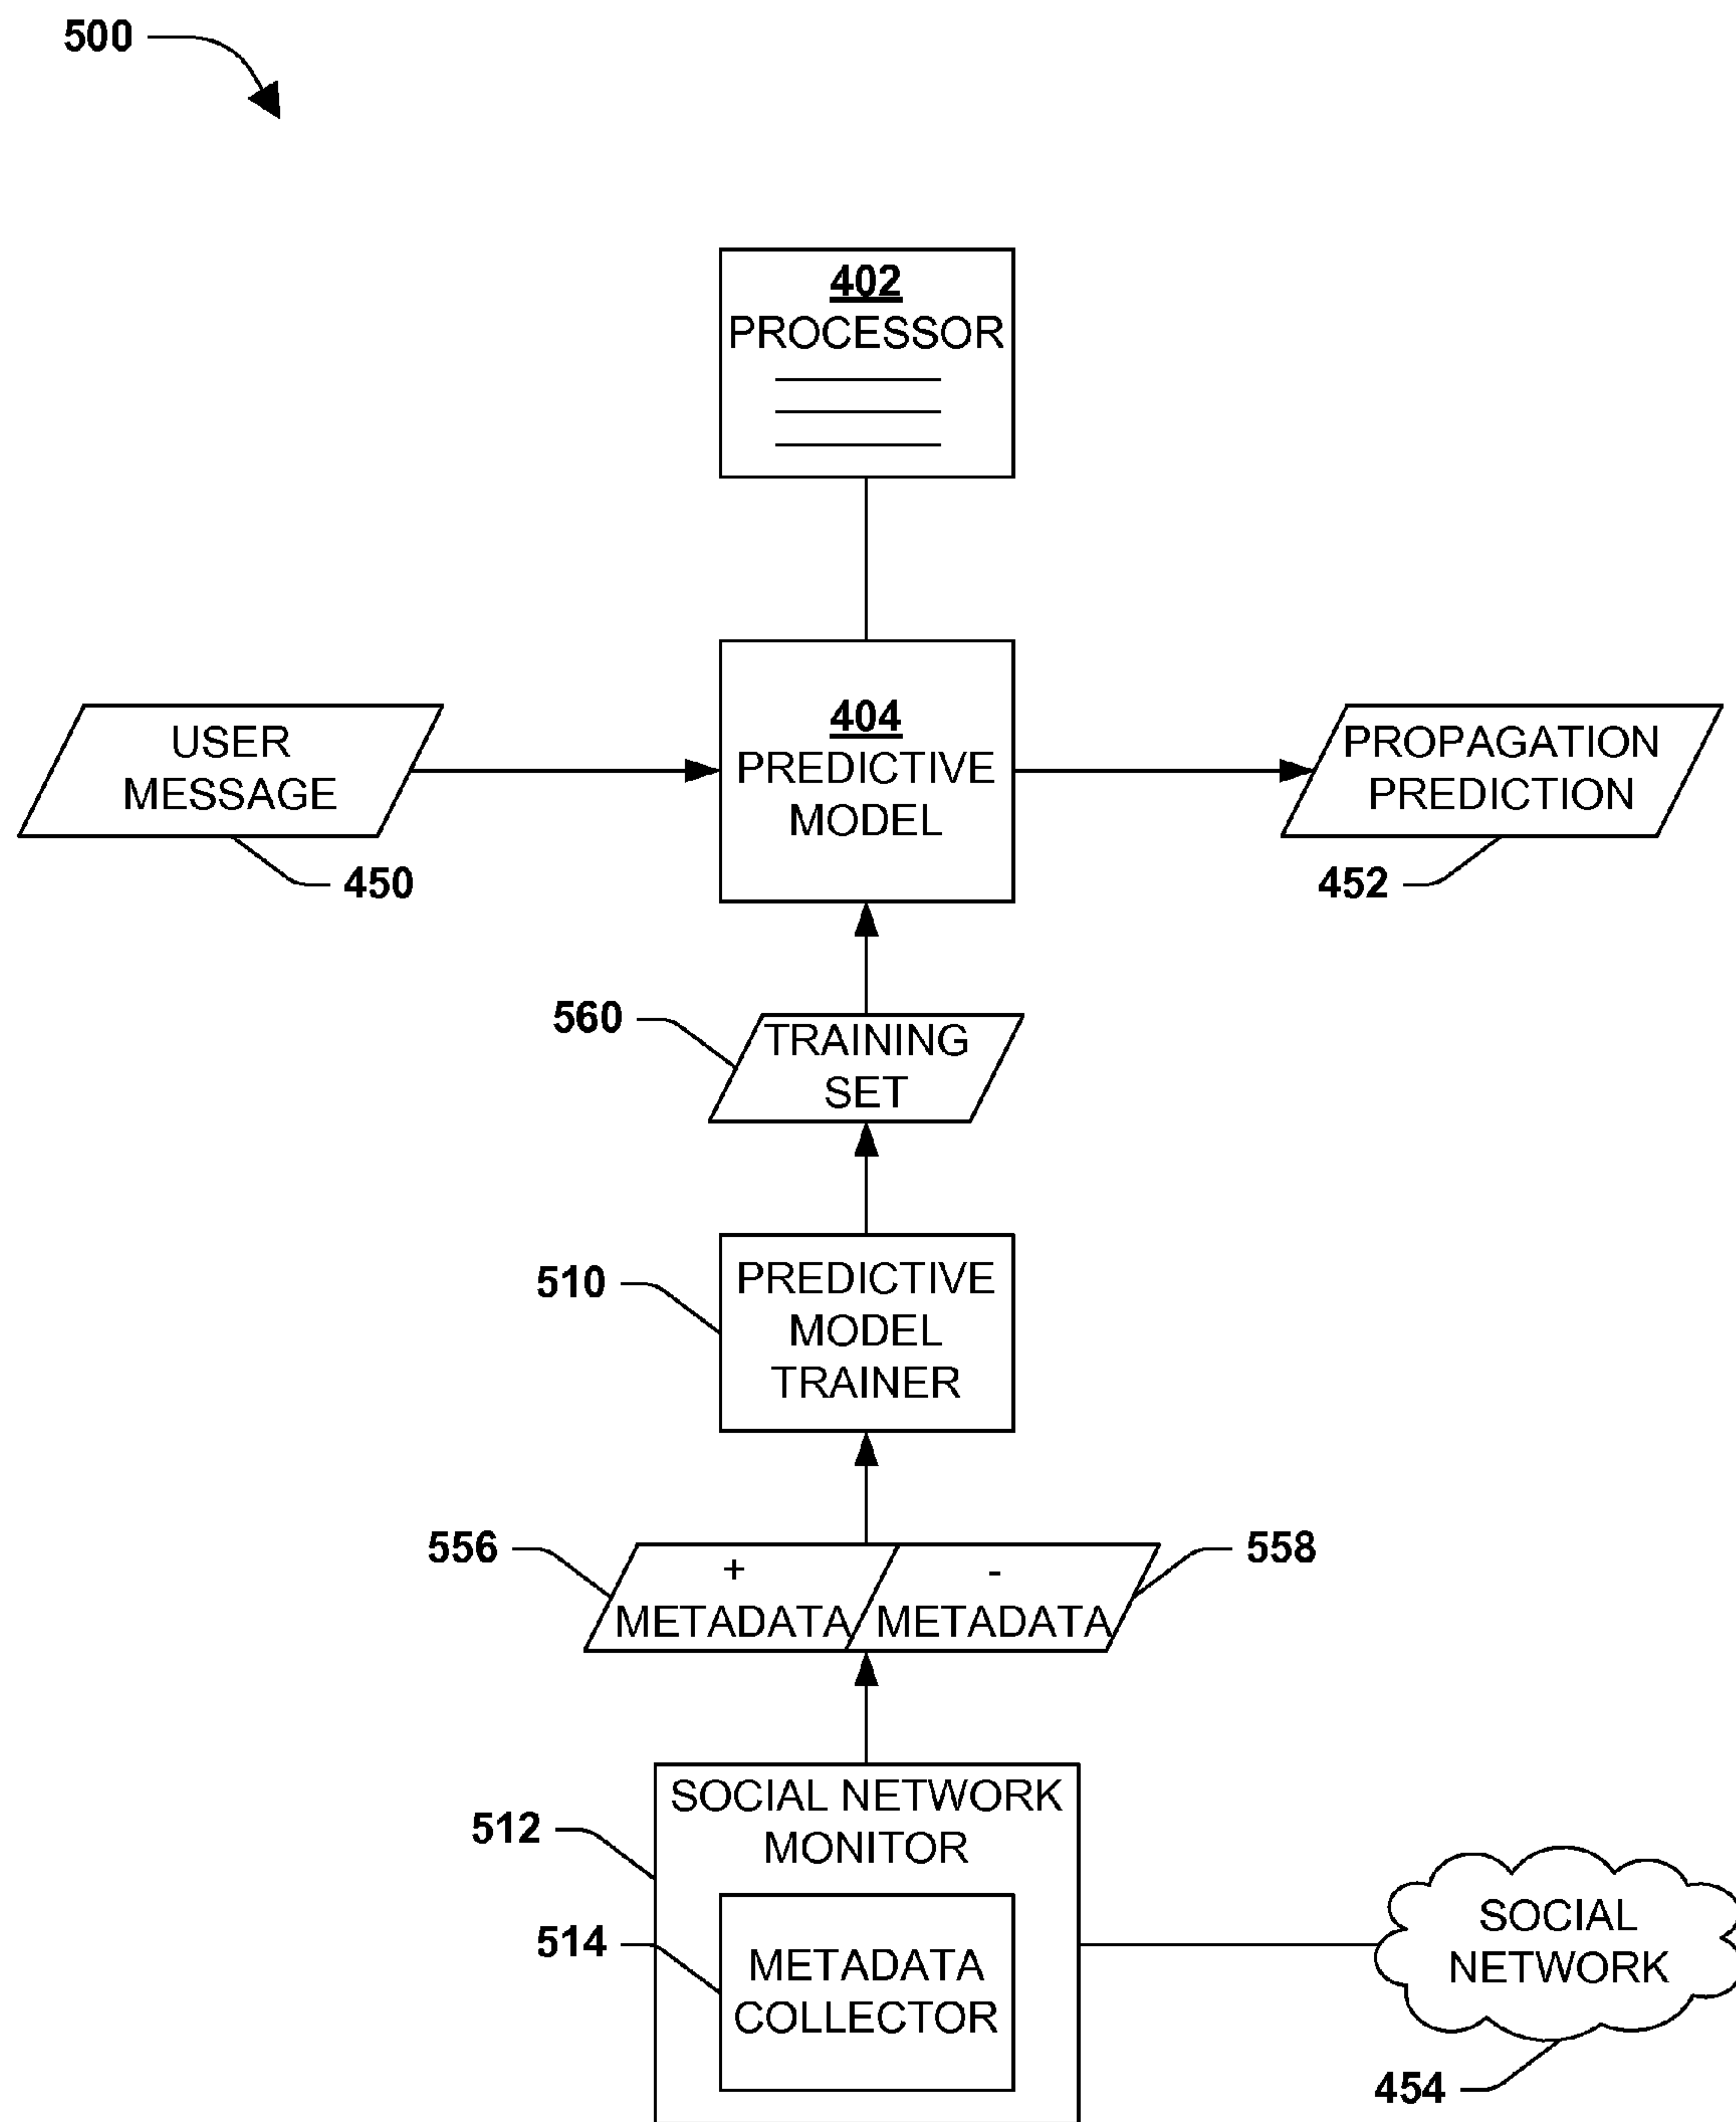 500
402
PROCESSOR
USER
MESSAGE
450
404
PREDICTIVE
MODEL
PROPAGATION
PREDICTION
452
560
TRAINING
SET
510
PREDICTIVE
MODEL
TRAINER
556
+
METADATA
-
METADATA
558
512
SOCIAL NETWORK
MONITOR
514
METADATA
COLLECTOR
SOCIAL
NETWORK
454